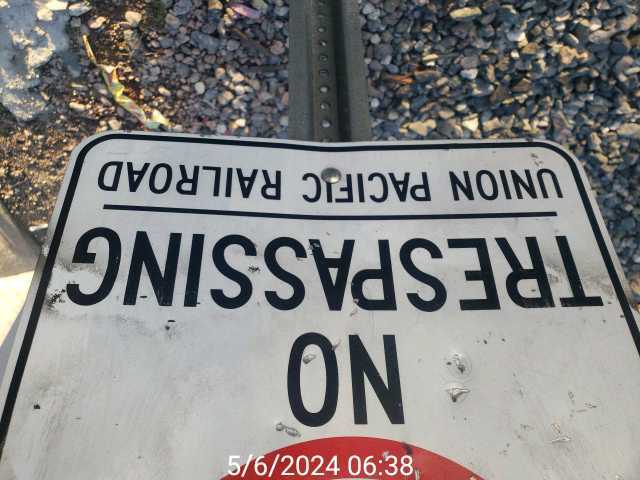 NO
TRESPASSING
UNION PACIFIC RAILROAD
5/6/2024 06:38